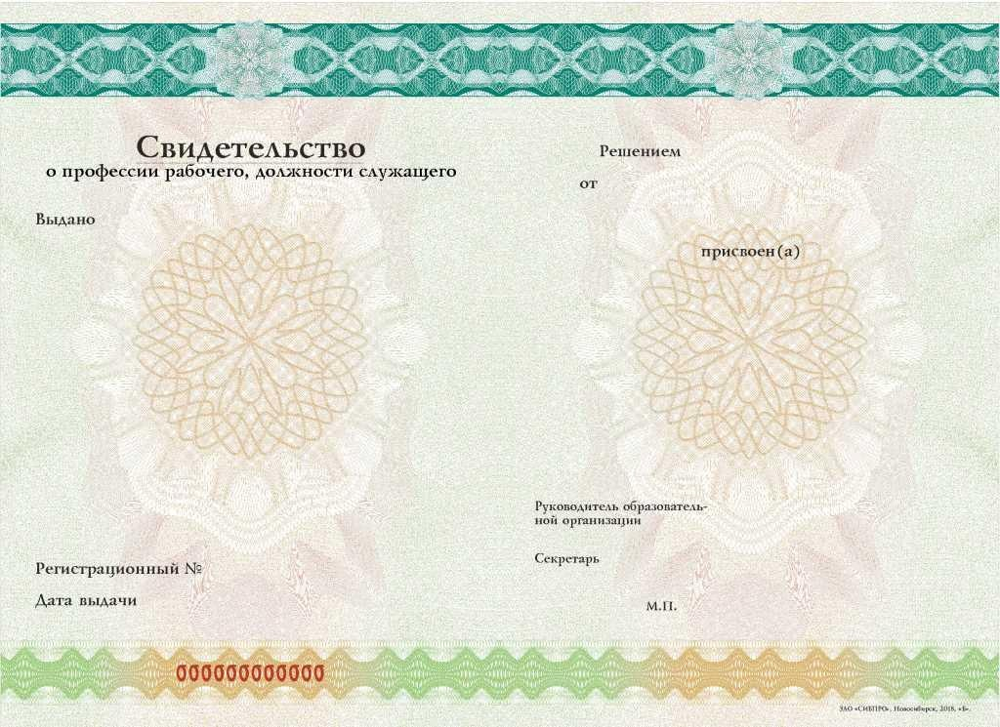 Свидетельство
о профессии рабочего, должности служащего
Выдано
Регистрационный №
Дата выдачи
000000000000
Решением
от
присвоен(а)
Руководитель образователь-
ной организации
Секретарь
М.П.
ЗАО «СИБПРО», Новосибирск, 2018, «Б».